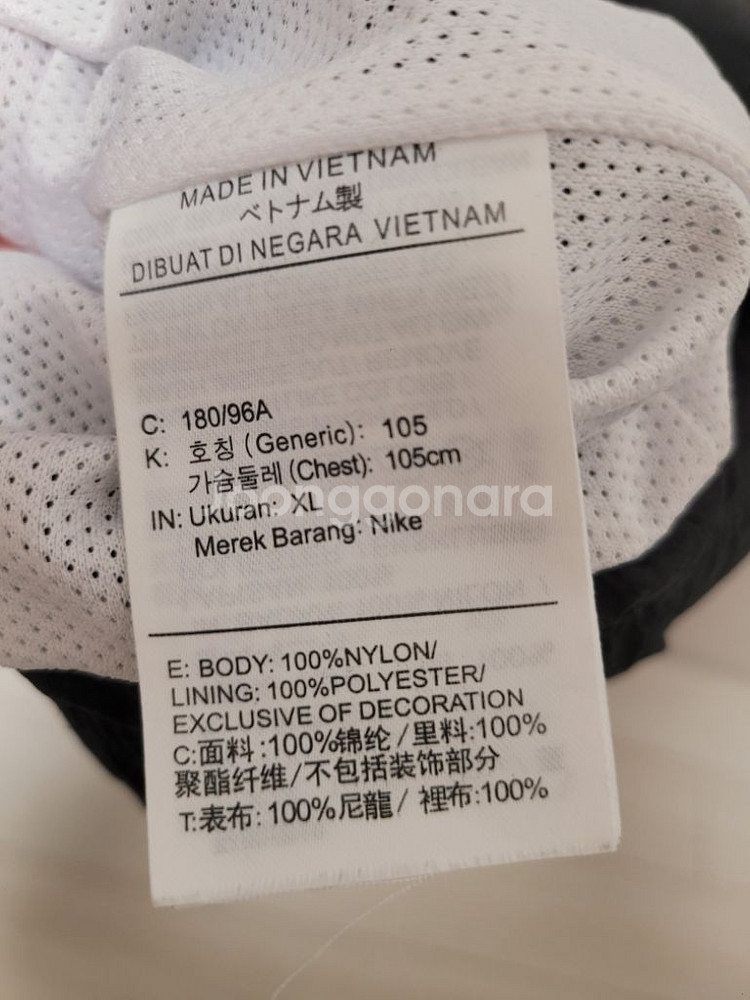 MADE IN VIETNAM
ベトナム製
DIBUAT DI NEGARA VIETNAM
C: 180/96A
K: 호칭 (Generic): 105
가슴둘레 (Chest): 105cm
IN: Ukuran: XL
Merek Barang: Nike
E: BODY: 100%NYLON/
LINING: 100%POLYESTER/
EXCLUSIVE OF DECORATION
C:面料:100%锦纶/里料:100%
聚酯纤维/不包括装饰部分
T:表布: 100%尼龍/ 裡布:100%